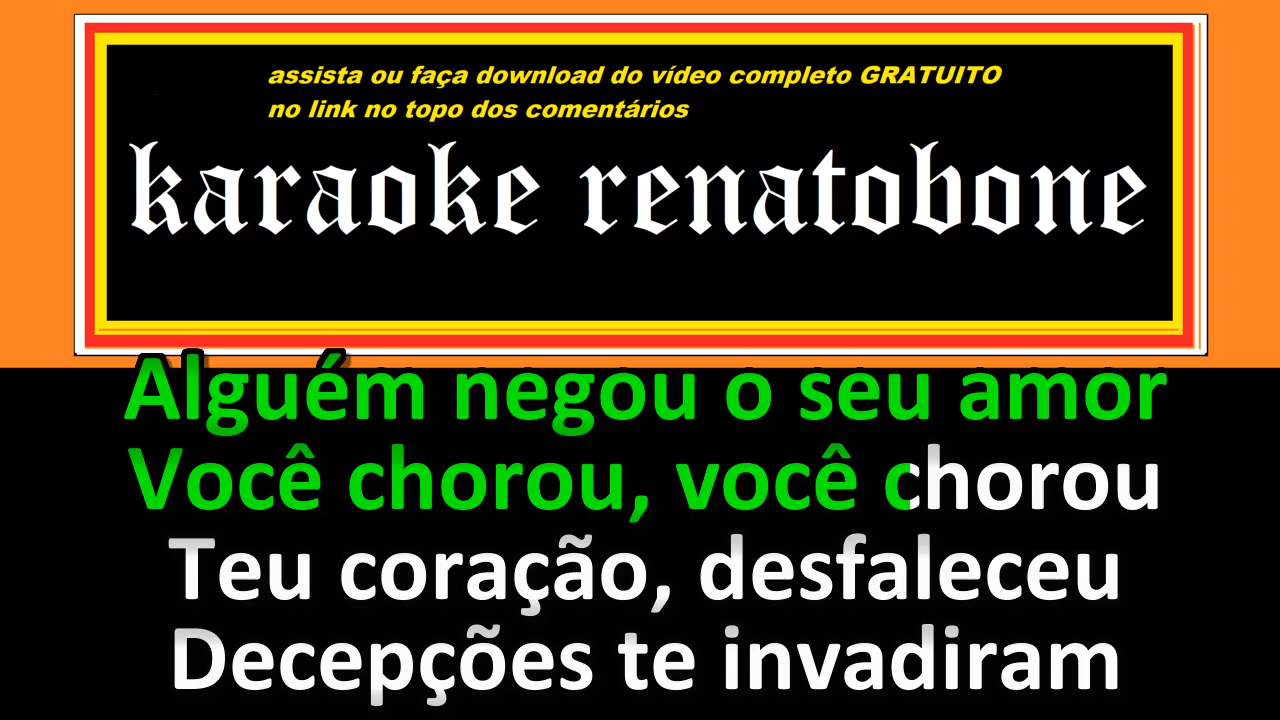 assista ou faça download do vídeo completo GRATUITO
no link no topo dos comentários
karaoke renatobone
Alguém negou o seu amor
Você chorou, você chorou
Teu coração, desfaleceu
Decepções te invadiram